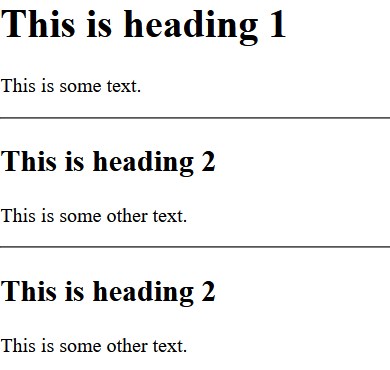 This is heading 1
This is some text.
This is heading 2
This is some other text.
This is heading 2
This is some other text.